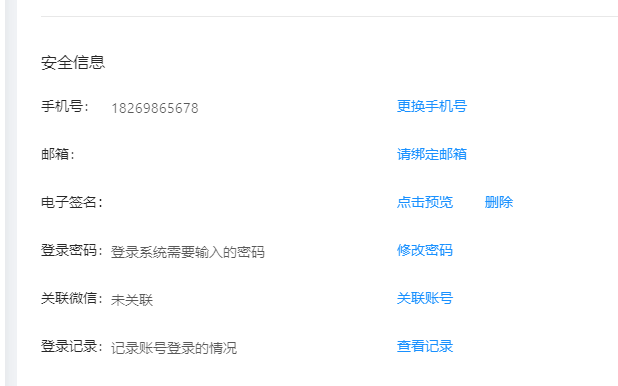 安全信息
手机号： 18269865678 更换手机号
邮箱： 请绑定邮箱
电子签名： 点击预览 删除
登录密码： 登录系统需要输入的密码 修改密码
关联微信： 未关联 关联账号
登录记录： 记录账号登录的情况 查看记录